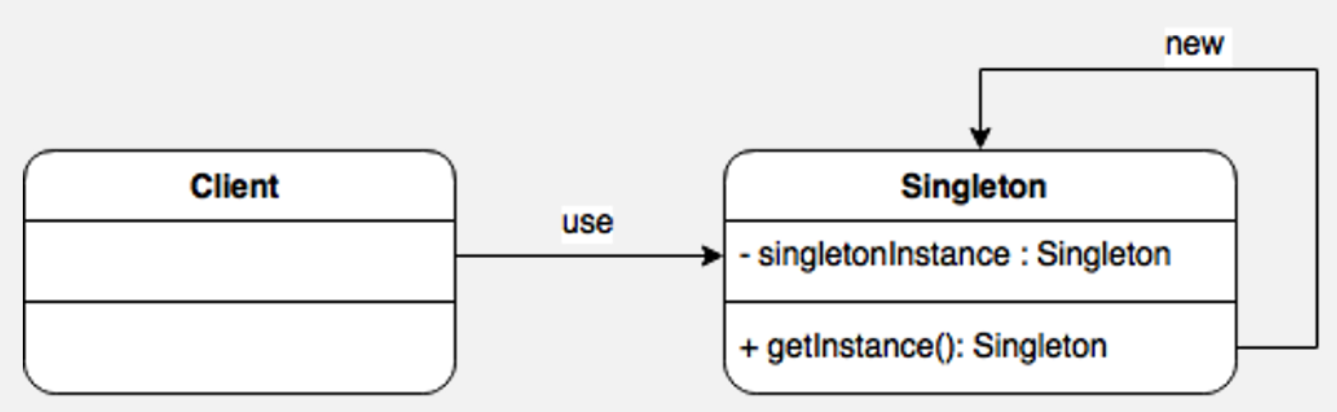 new
Client
use
Singleton
- singletonInstance : Singleton
+ getInstance(): Singleton